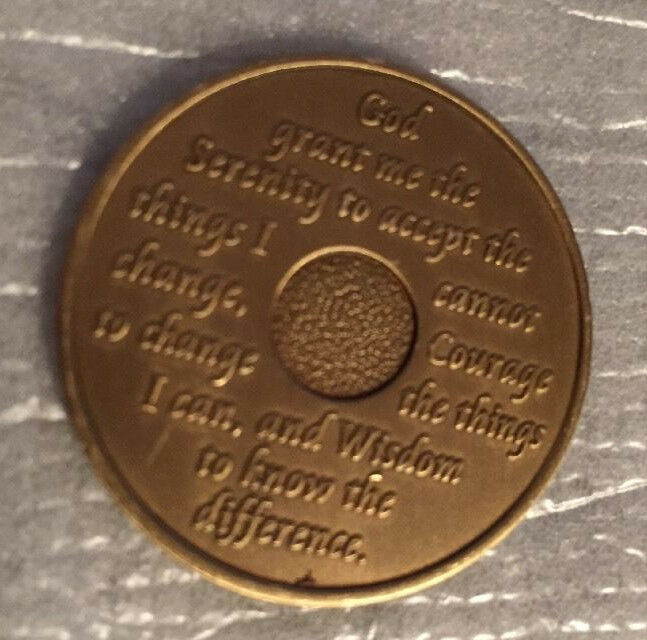 God
grant me the
Serenity to accept the
things I cannot
change, Courage
to change the things
I can, and Wisdom
to know the
difference.